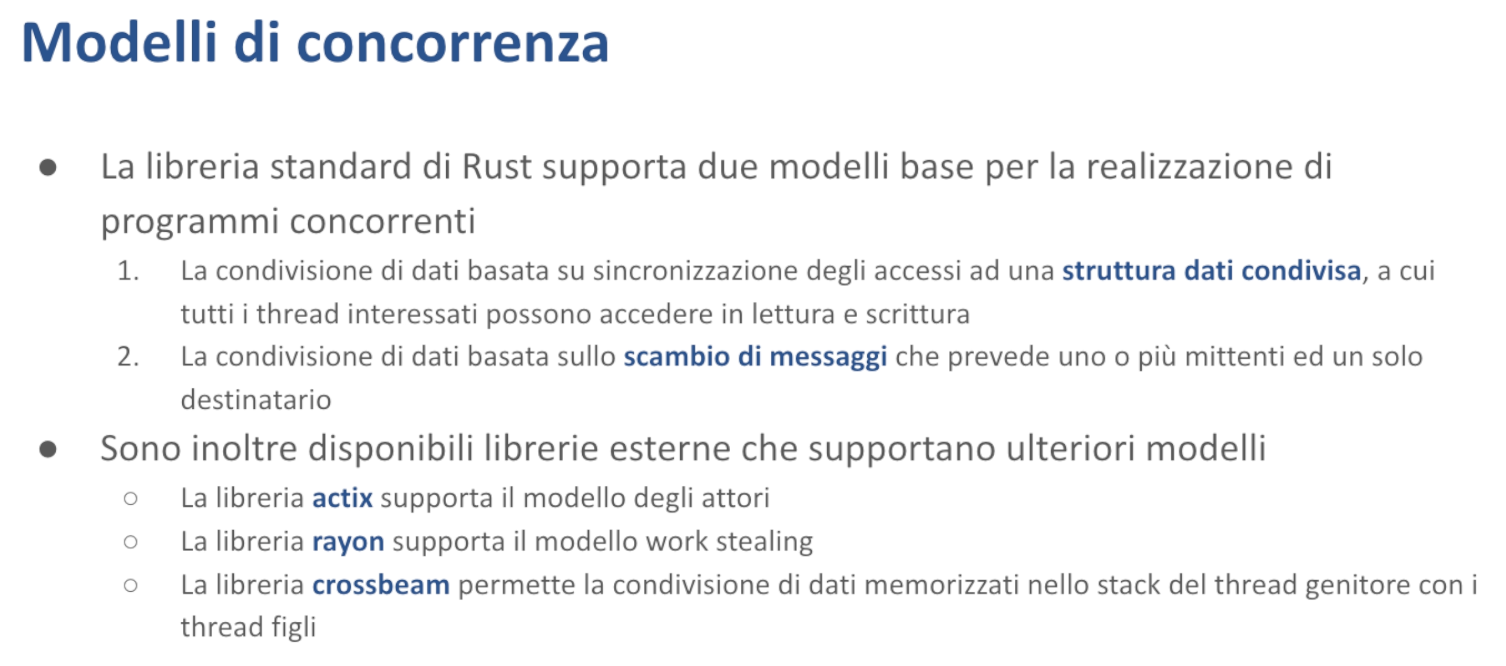 Modelli di concorrenza
● La libreria standard di Rust supporta due modelli base per la realizzazione di
programmi concorrenti
1. La condivisione di dati basata su sincronizzazione degli accessi ad una struttura dati condivisa, a cui
tutti i thread interessati possono accedere in lettura e scrittura
2. La condivisione di dati basata sullo scambio di messaggi che prevede uno o più mittenti ed un solo
destinatario
● Sono inoltre disponibili librerie esterne che supportano ulteriori modelli
○ La libreria actix supporta il modello degli attori
○ La libreria rayon supporta il modello work stealing
○ La libreria crossbeam permette la condivisione di dati memorizzati nello stack del thread genitore con i
thread figli